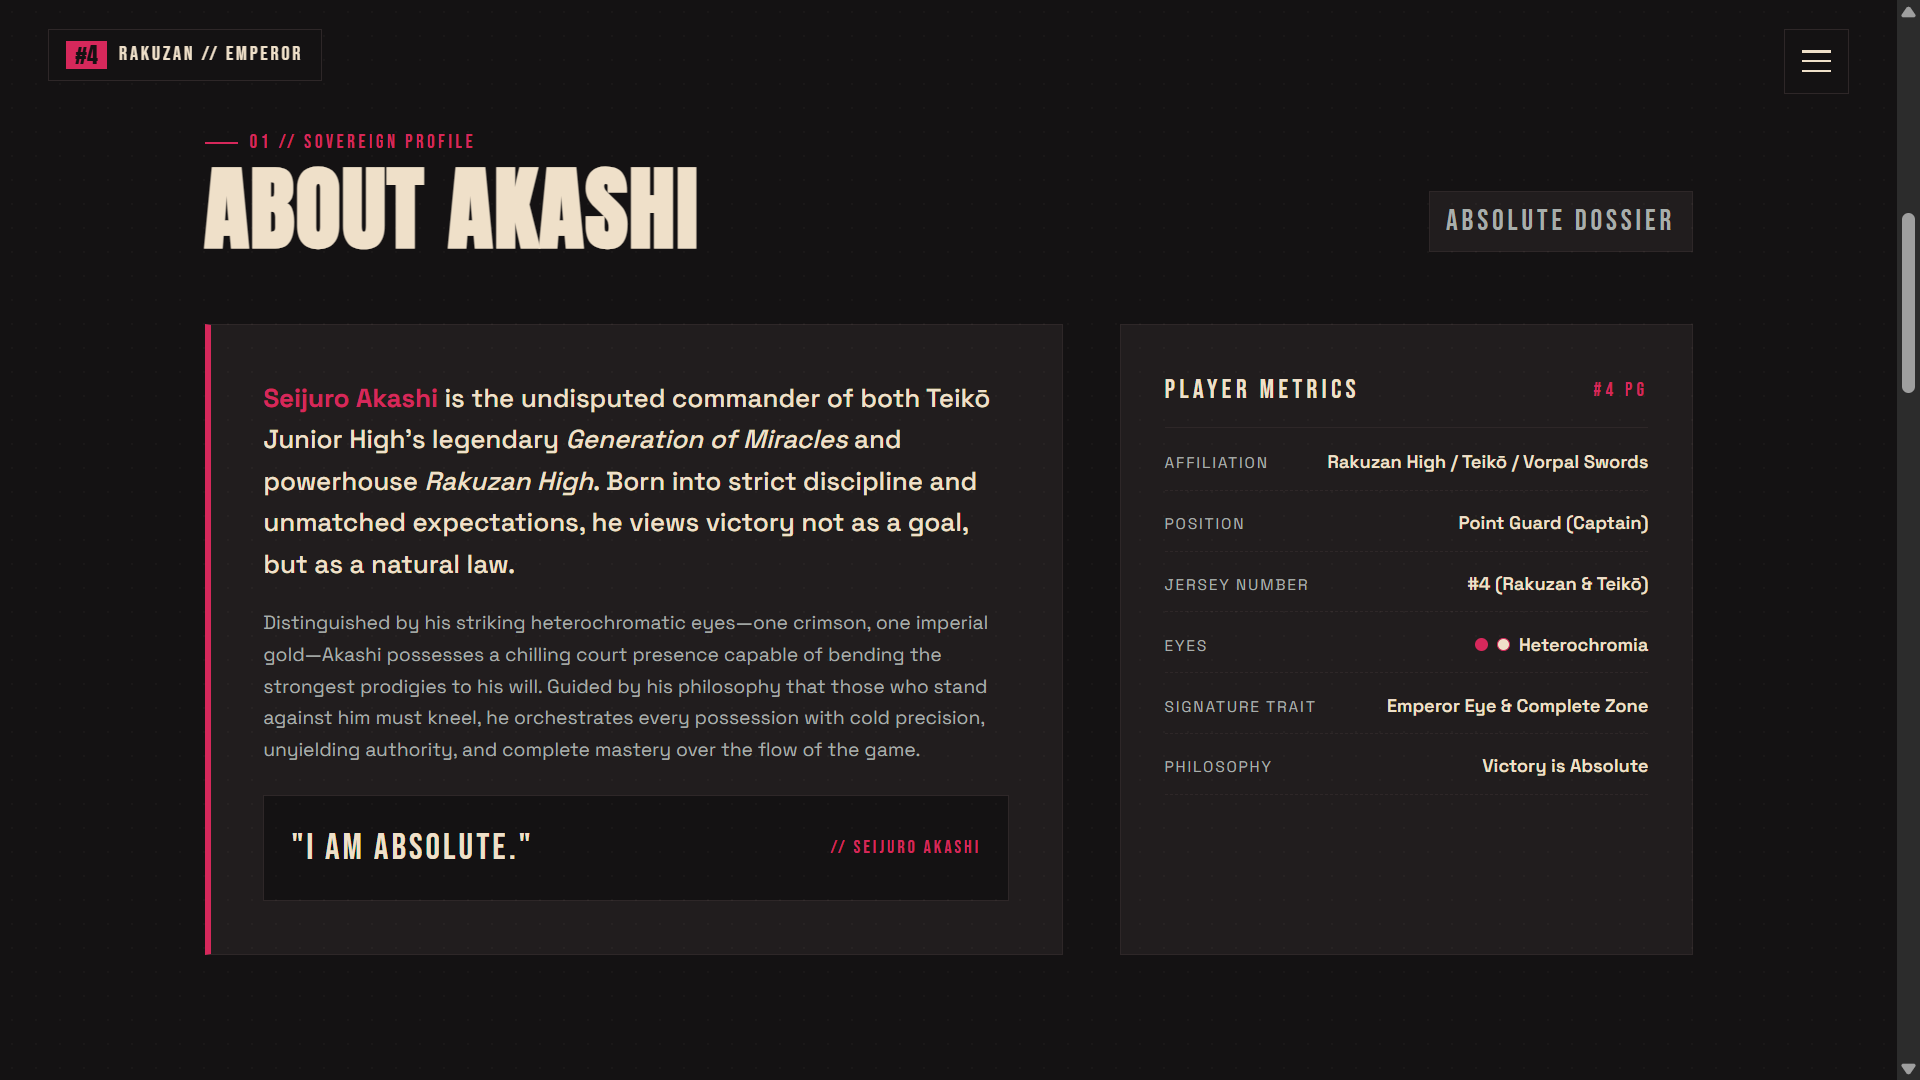 #4 RAKUZAN // EMPEROR
01 // SOVEREIGN PROFILE
ABOUT AKASHI
ABSOLUTE DOSSIER
Seijuro Akashi is the undisputed commander of both Teikō
Junior High’s legendary Generation of Miracles and
powerhouse Rakuzan High. Born into strict discipline and
unmatched expectations, he views victory not as a goal,
but as a natural law.
Distinguished by his striking heterochromatic eyes—one crimson, one imperial
gold—Akashi possesses a chilling court presence capable of bending the
strongest prodigies to his will. Guided by his philosophy that those who stand
against him must kneel, he orchestrates every possession with cold precision,
unyielding authority, and complete mastery over the flow of the game.
"I AM ABSOLUTE."
// SEIJURO AKASHI
PLAYER METRICS
#4 PG
AFFILIATION
Rakuzan High / Teikō / Vorpal Swords
POSITION
Point Guard (Captain)
JERSEY NUMBER
#4 (Rakuzan & Teikō)
EYES
Heterochromia
SIGNATURE TRAIT
Emperor Eye & Complete Zone
PHILOSOPHY
Victory is Absolute